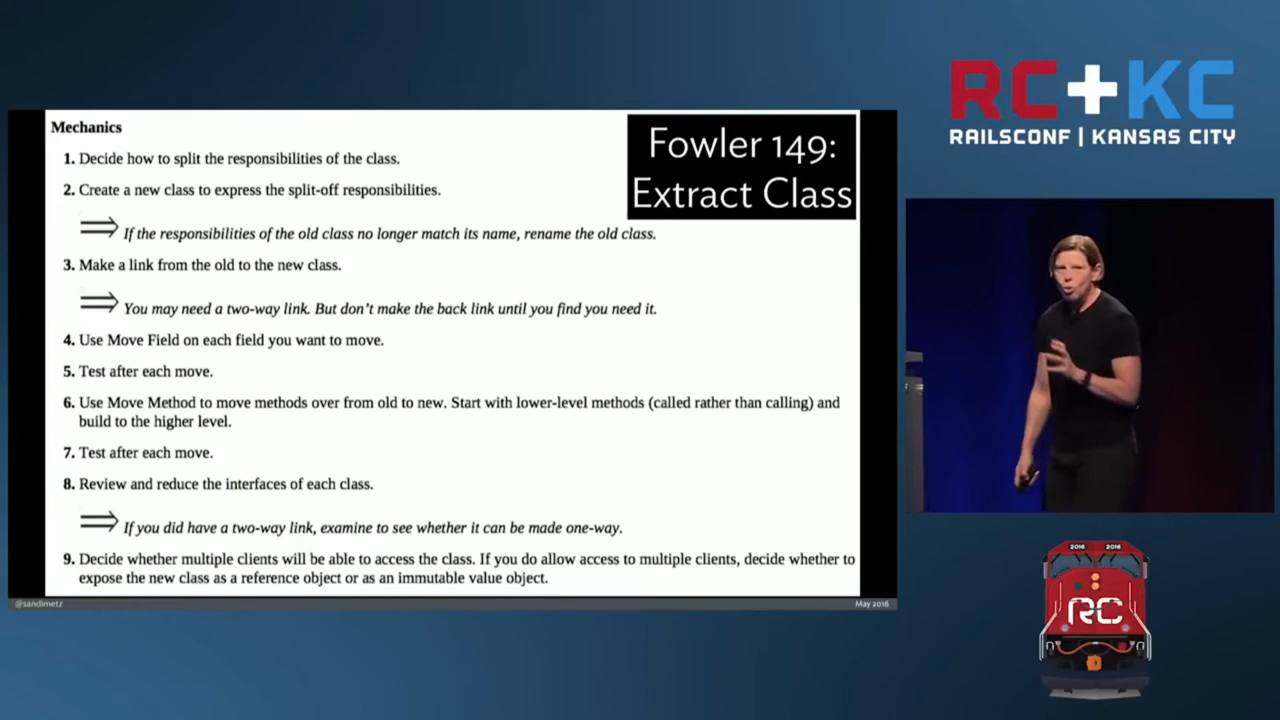 Mechanics
1. Decide how to split the responsibilities of the class.
2. Create a new class to express the split-off responsibilities.
⇒ If the responsibilities of the old class no longer match its name, rename the old class.
3. Make a link from the old to the new class.
⇒ You may need a two-way link. But don't make the back link until you find you need it.
4. Use Move Field on each field you want to move.
5. Test after each move.
6. Use Move Method to move methods over from old to new. Start with lower-level methods (called rather than calling) and
build to the higher level.
7. Test after each move.
8. Review and reduce the interfaces of each class.
⇒ If you did have a two-way link, examine to see whether it can be made one-way.
9. Decide whether multiple clients will be able to access the class. If you do allow access to multiple clients, decide whether to
expose the new class as a reference object or as an immutable value object.
Fowler 149:
Extract Class
@sandimetz
May 2016
RC+KC
RAILSCONF | KANSAS CITY
2016 2016
RC